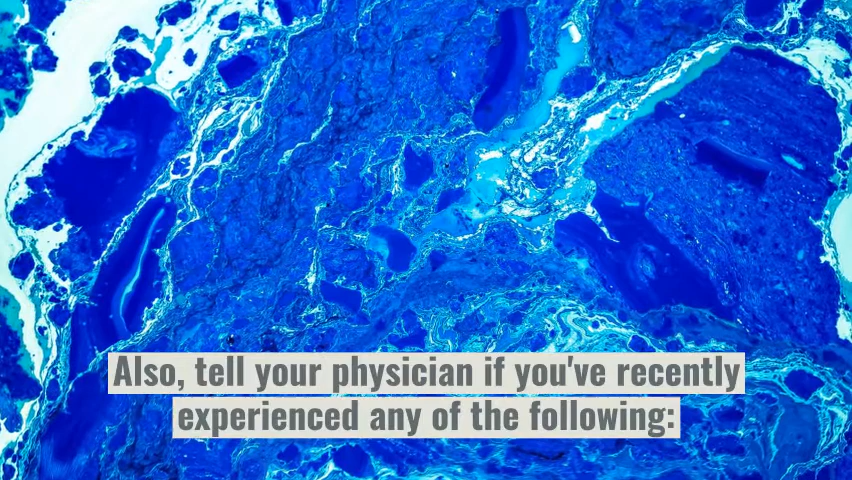 Also, tell your physician if you've recently
experienced any of the following: